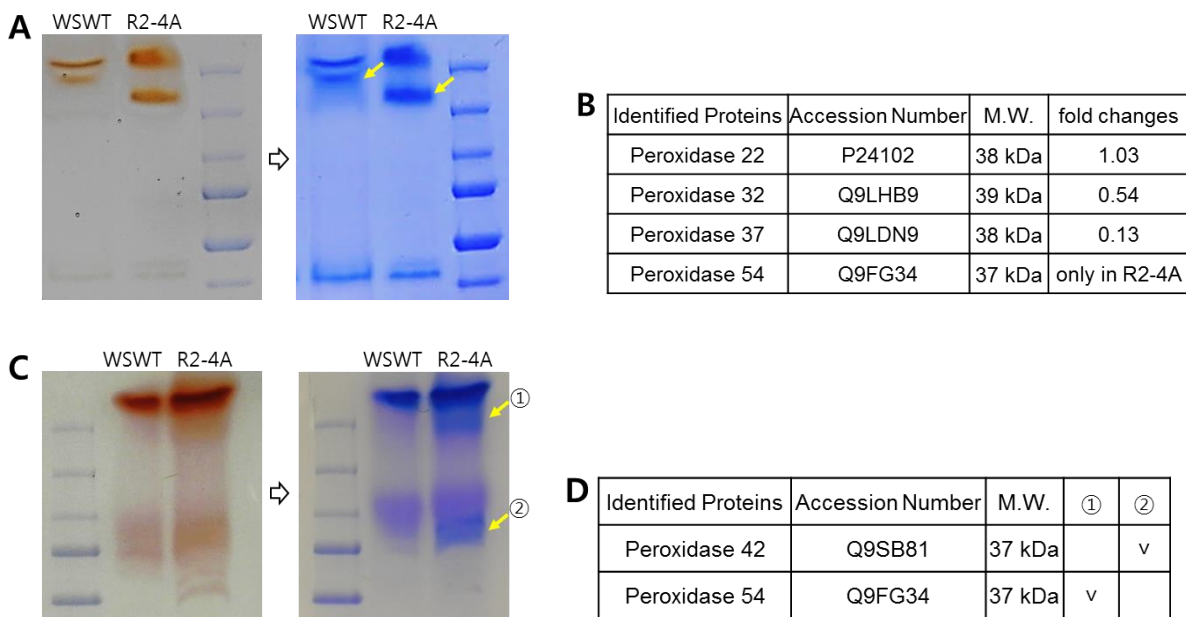 A
WSWT R2-4A
WSWT R2-4A
B
Identified Proteins Accession Number M.W. fold changes
Peroxidase 22 P24102 38 kDa 1.03
Peroxidase 32 Q9LHB9 39 kDa 0.54
Peroxidase 37 Q9LDN9 38 kDa 0.13
Peroxidase 54 Q9FG34 37 kDa only in R2-4A
C
WSWT R2-4A
WSWT R2-4A
①
②
D
Identified Proteins Accession Number M.W. ① ②
Peroxidase 42 Q9SB81 37 kDa v
Peroxidase 54 Q9FG34 37 kDa v